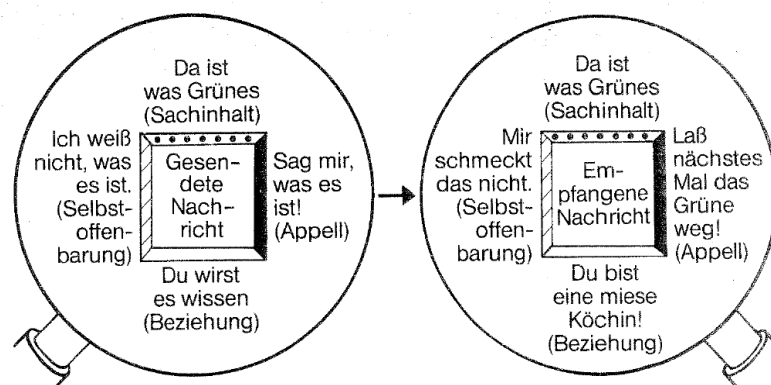 Da ist
was Grünes
(Sachinhalt)
Ich weiß
nicht, was
es ist.
(Selbst-
offen-
barung)
Gesen-
dete
Nach-
richt
Sag mir,
was es
ist!
(Appell)
Du wirst
es wissen
(Beziehung)
Da ist
was Grünes
(Sachinhalt)
Mir
schmeckt
das nicht.
(Selbst-
offen-
barung)
Em-
pfangene
Nachricht
Laß
nächstes
Mal das
Grüne
weg!
(Appell)
Du bist
eine miese
Köchin!
(Beziehung)